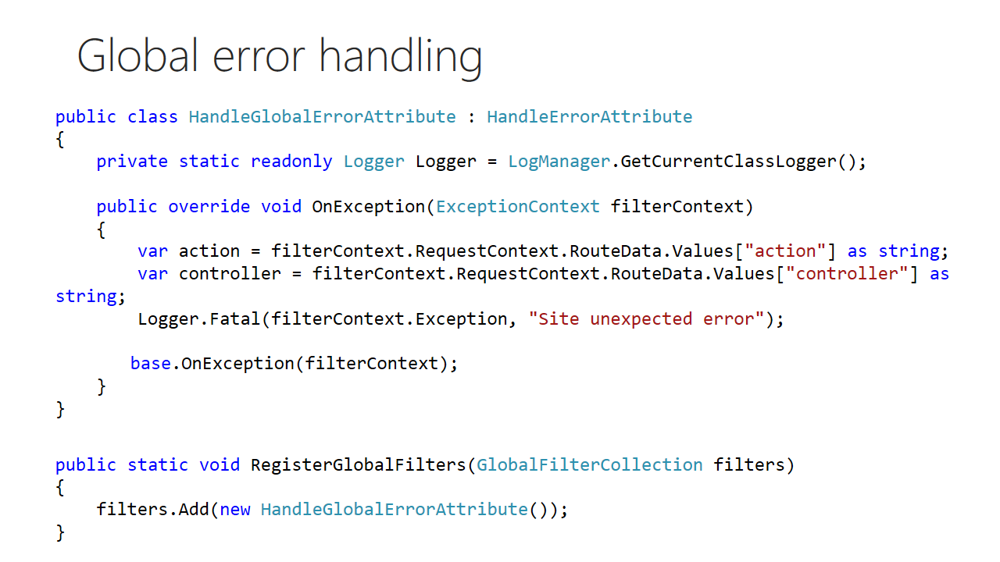 Global error handling
public class HandleGlobalErrorAttribute : HandleErrorAttribute
{
    private static readonly Logger Logger = LogManager.GetCurrentClassLogger();

    public override void OnException(ExceptionContext filterContext)
    {
        var action = filterContext.RequestContext.RouteData.Values["action"] as string;
        var controller = filterContext.RequestContext.RouteData.Values["controller"] as
string;
        Logger.Fatal(filterContext.Exception, "Site unexpected error");

       base.OnException(filterContext);
    }
}

public static void RegisterGlobalFilters(GlobalFilterCollection filters)
{
    filters.Add(new HandleGlobalErrorAttribute());
}